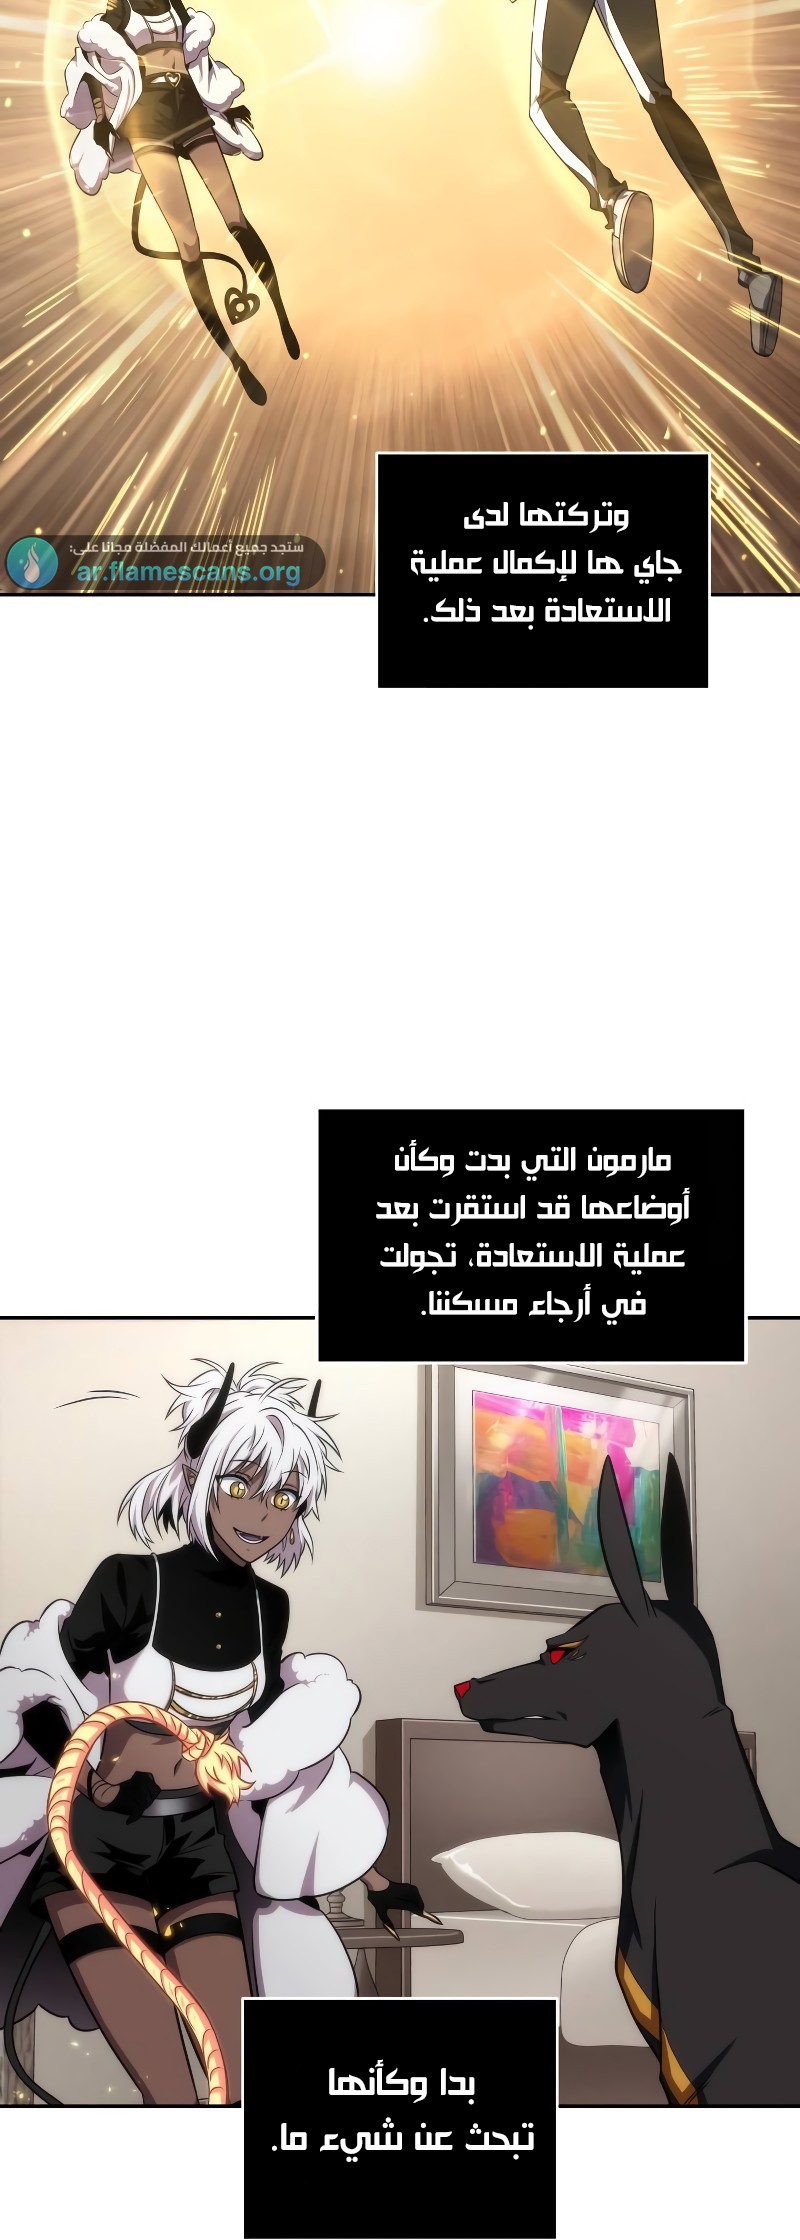 وتركتها لدى
جاي ها لإكمال عملية
الاستعادة بعد ذلك.
ستجد جميع أعمالك المفضلة مجانا على:
ar.flamescans.org
مارمون التي بدت وكأن
أوضاعها قد استقرت بعد
عملية الاستعادة، تجولت
في أرجاء مسكننا.
بدا وكأنها
تبحث عن شيء ما.